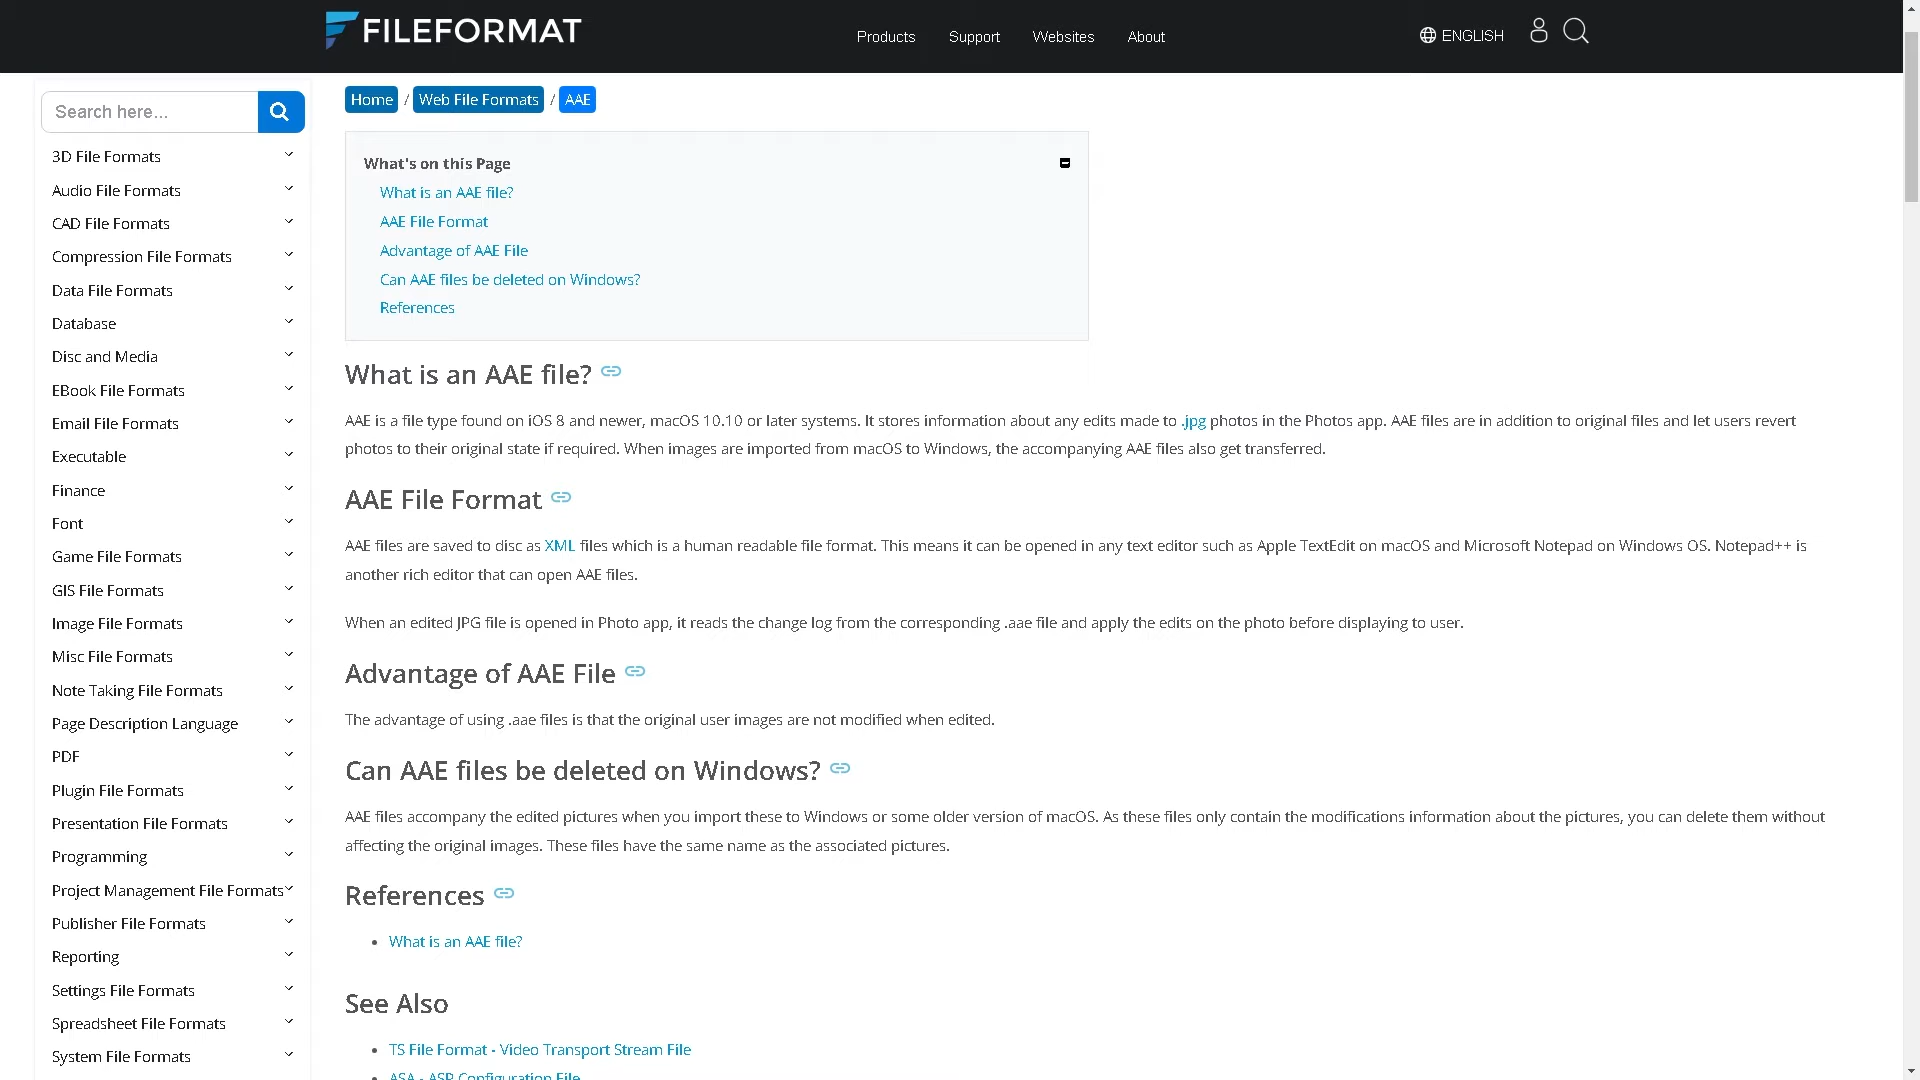 FILEFORMAT
Products Support Websites About
ENGLISH
Search here...
3D File Formats
Audio File Formats
CAD File Formats
Compression File Formats
Data File Formats
Database
Disc and Media
EBook File Formats
Email File Formats
Executable
Finance
Font
Game File Formats
GIS File Formats
Image File Formats
Misc File Formats
Note Taking File Formats
Page Description Language
PDF
Plugin File Formats
Presentation File Formats
Programming
Project Management File Formats
Publisher File Formats
Reporting
Settings File Formats
Spreadsheet File Formats
System File Formats
Home / Web File Formats / AAE
What's on this Page
What is an AAE file?
AAE File Format
Advantage of AAE File
Can AAE files be deleted on Windows?
References
What is an AAE file?
AAE is a file type found on iOS 8 and newer, macOS 10.10 or later systems. It stores information about any edits made to .jpg photos in the Photos app. AAE files are in addition to original files and let users revert
photos to their original state if required. When images are imported from macOS to Windows, the accompanying AAE files also get transferred.
AAE File Format
AAE files are saved to disc as XML files which is a human readable file format. This means it can be opened in any text editor such as Apple TextEdit on macOS and Microsoft Notepad on Windows OS. Notepad++ is
another rich editor that can open AAE files.
When an edited JPG file is opened in Photo app, it reads the change log from the corresponding .aae file and apply the edits on the photo before displaying to user.
Advantage of AAE File
The advantage of using .aae files is that the original user images are not modified when edited.
Can AAE files be deleted on Windows?
AAE files accompany the edited pictures when you import these to Windows or some older version of macOS. As these files only contain the modifications information about the pictures, you can delete them without
affecting the original images. These files have the same name as the associated pictures.
References
• What is an AAE file?
See Also
• TS File Format - Video Transport Stream File
• ASA - ASP Configuration File